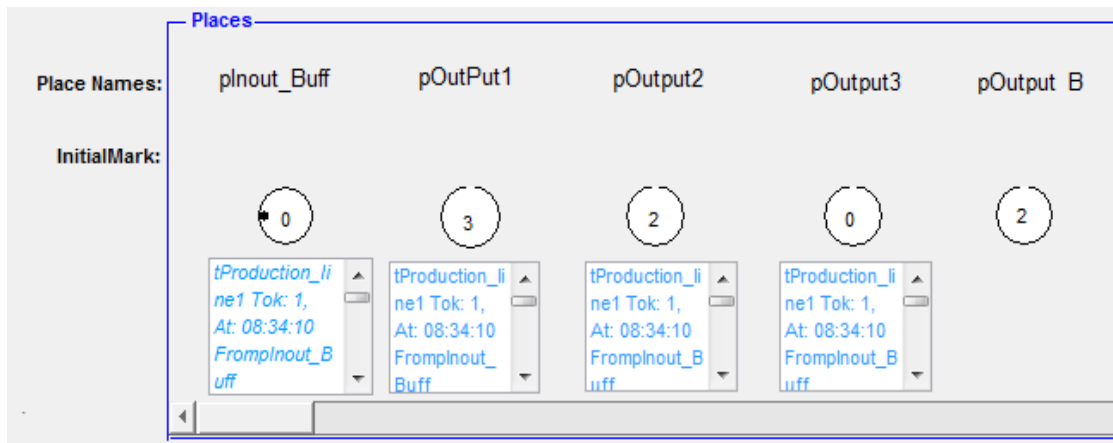 Places
Place Names:
pInout_Buff
pOutPut1
pOutput2
pOutput3
pOutput B
InitialMark:
0
3
2
0
2
tProduction_li
ne1 Tok: 1,
At: 08:34:10
FrompInout_B
uff
tProduction_li
ne1 Tok: 1,
At: 08:34:10
FrompInout_
Buff
tProduction_li
ne1 Tok: 1,
At: 08:34:10
FrompInout_B
uff
tProduction_li
ne1 Tok: 1,
At: 08:34:10
FrompInout_B
uff